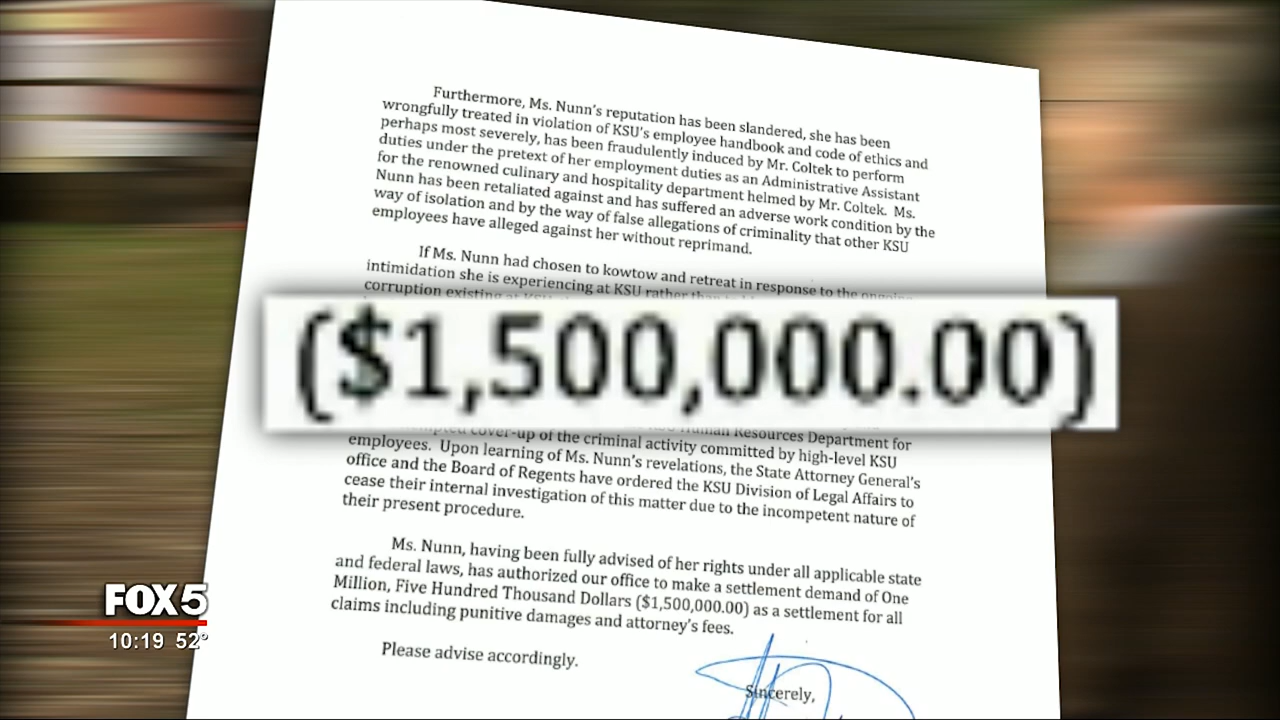 Furthermore, Ms. Nunn's reputation has been slandered, she has been
wrongfully treated in violation of KSU's employee handbook and code of ethics and
perhaps most severely, has been fraudulently induced by Mr. Coltek to perform
duties under the pretext of her employment duties as an Administrative Assistant
for the renowned culinary and hospitality department helmed by Mr. Coltek. Ms.
Nunn has been retaliated against and has suffered an adverse work condition by the
way of isolation and by the way of false allegations of criminality that other KSU
employees have alleged against her without reprimand.
If Ms. Nunn had chosen to kowtow and retreat in response to the ongoing
intimidation she is experiencing at KSU rather than
corruption existing at KSU
($1,500,000.00)
Human Resources Department for
cover-up of the criminal activity committed by high-level KSU
employees. Upon learning of Ms. Nunn's revelations, the State Attorney General's
office and the Board of Regents have ordered the KSU Division of Legal Affairs to
cease their internal investigation of this matter due to the incompetent nature of
their present procedure.
Ms. Nunn, having been fully advised of her rights under all applicable state
and federal laws, has authorized our office to make a settlement demand of One
Million, Five Hundred Thousand Dollars ($1,500,000.00) as a settlement for all
claims including punitive damages and attorney's fees.
Please advise accordingly.
Sincerely,
FOX 5
10:19 52°